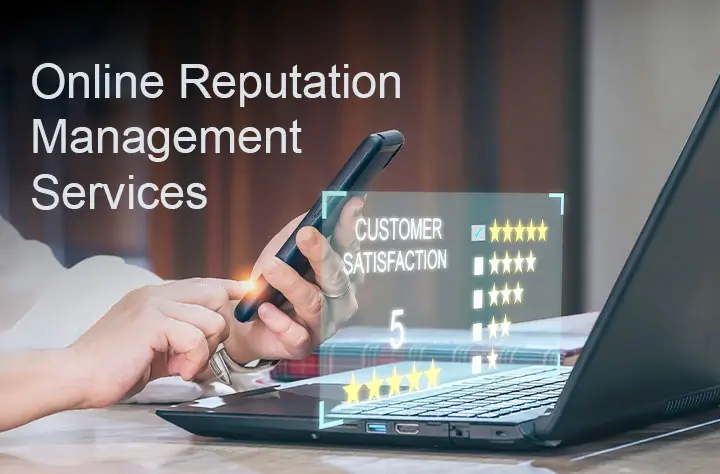 Online Reputation
Management
Services
CUSTOMER
SATISFACTION
5